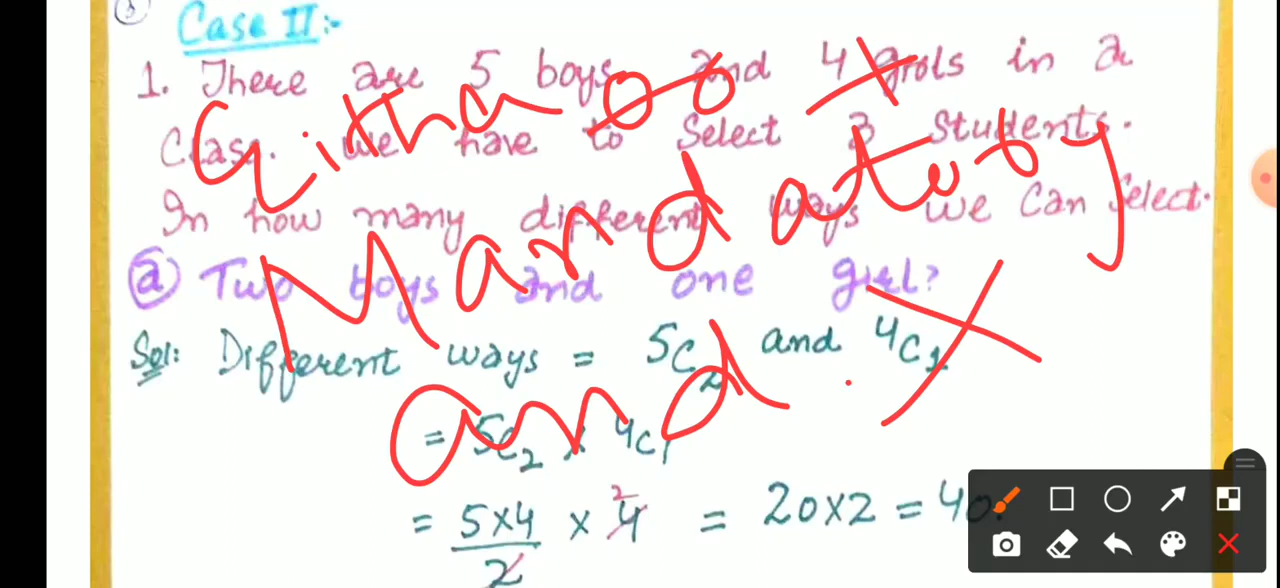 Case II:-
1. There are 5 boys and 4 girls in a
Class. We have to Select 3 Students.
In how many different ways we can Select.
(a) Two boys and one girl?
Sol: Different ways = 5C2 and 4C1
= 5C2 x 4C1
= 5x4/2 x 4 2 = 20x2 = 40.
or +
Mandatory
and . X